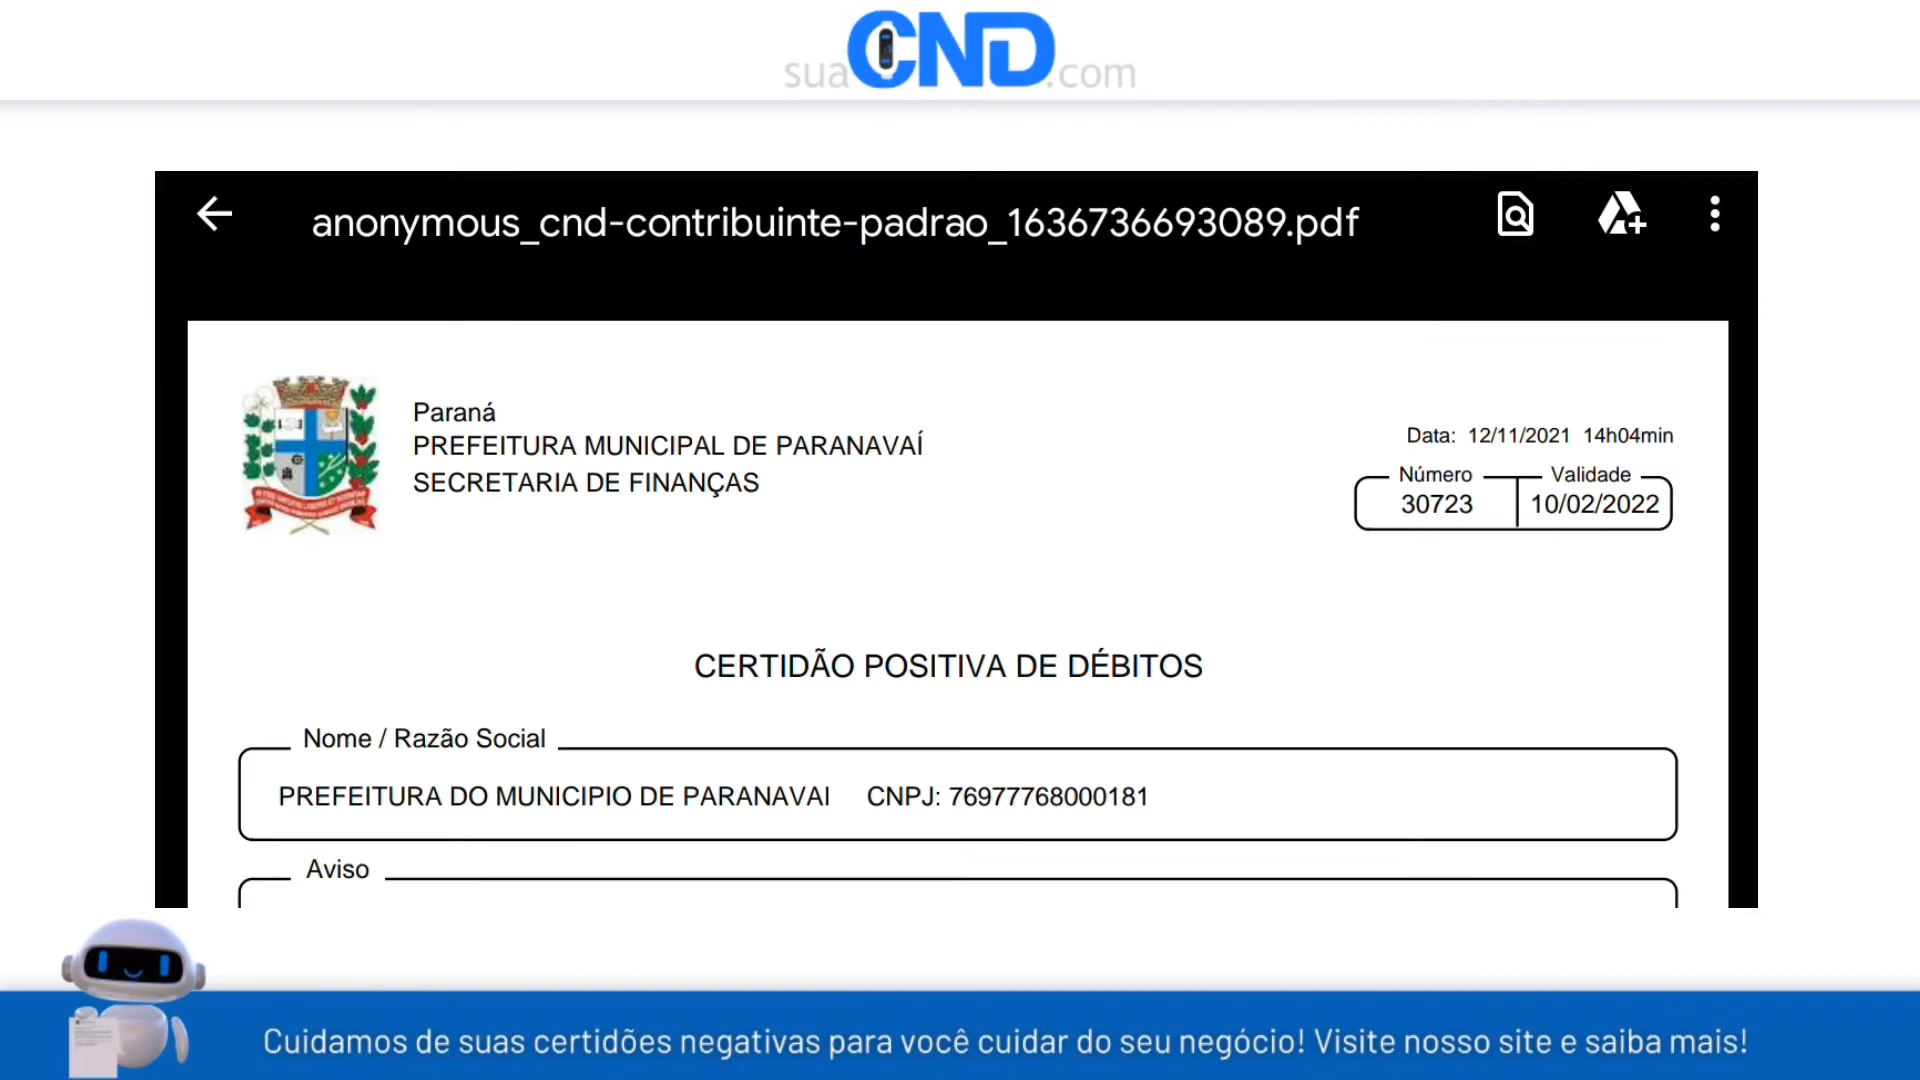 suaCND.com
anonymous_cnd-contribuinte-padrao_1636736693089.pdf
Paraná
PREFEITURA MUNICIPAL DE PARANAVAÍ
SECRETARIA DE FINANÇAS
Data: 12/11/2021 14h04min
Número Validade
30723 10/02/2022
CERTIDÃO POSITIVA DE DÉBITOS
Nome / Razão Social
PREFEITURA DO MUNICIPIO DE PARANAVAI CNPJ: 76977768000181
Aviso
Cuidamos de suas certidões negativas para você cuidar do seu negócio! Visite nosso site e saiba mais!